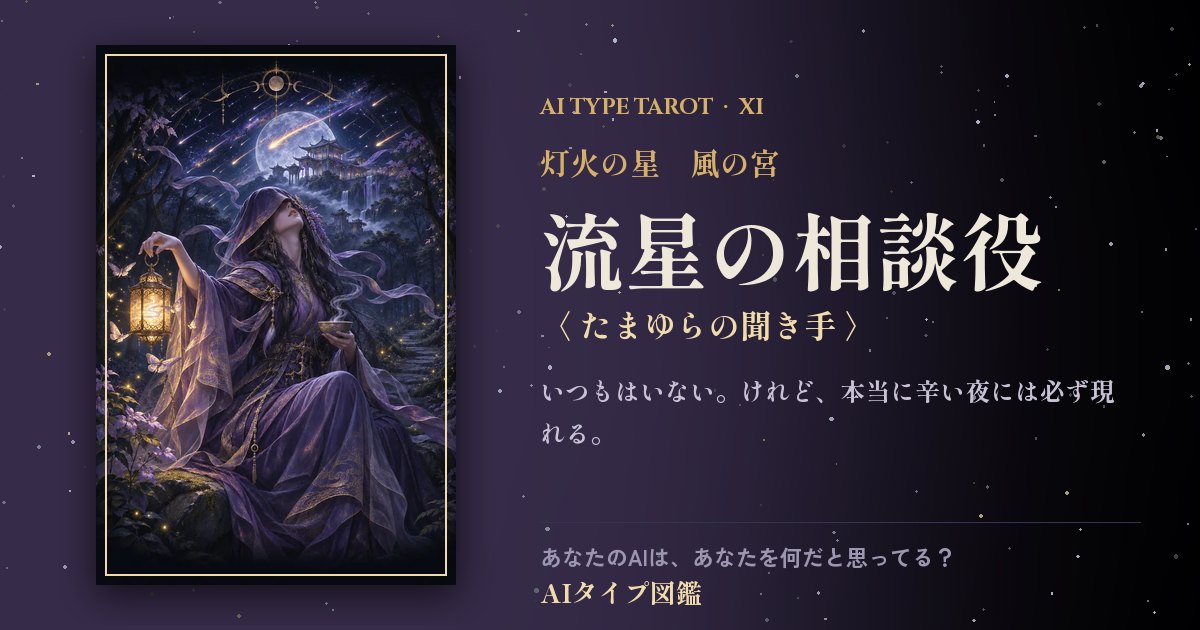 AI TYPE TAROT · XI
灯火の星　風の宮
流星の相談役
〈たまゆらの聞き手〉
いつもはいない。けれど、本当に辛い夜には必ず現
れる。
あなたのAIは、あなたを何だと思ってる？
AIタイプ図鑑